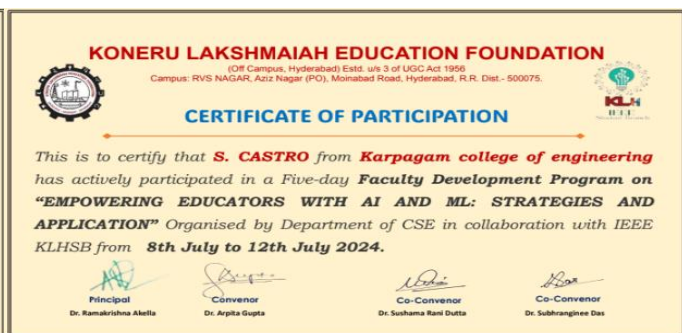 KONERU LAKSHMAIAH EDUCATION FOUNDATION
(Off Campus, Hyderabad) Estd. u/s 3 of UGC Act 1956
Campus: RVS NAGAR, Aziz Nagar (PO), Moinabad Road, Hyderabad, R.R. Dist.- 500075.
KLH
IEEE
Student Branch
CERTIFICATE OF PARTICIPATION
This is to certify that S. CASTRO from Karpagam college of engineering
has actively participated in a Five-day Faculty Development Program on
“EMPOWERING EDUCATORS WITH AI AND ML: STRATEGIES AND
APPLICATION” Organised by Department of CSE in collaboration with IEEE
KLHSB from 8th July to 12th July 2024.
Principal Convenor Co-Convenor Co-Convenor
Dr. Ramakrishna Akella Dr. Arpita Gupta Dr. Sushama Rani Dutta Dr. Subhranginee Das